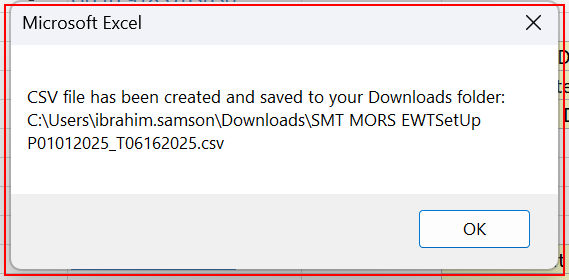 Microsoft Excel
CSV file has been created and saved to your Downloads folder:
C:\Users\ibrahim.samson\Downloads\SMT MORS EWTSetUp
P01012025_T06162025.csv
OK